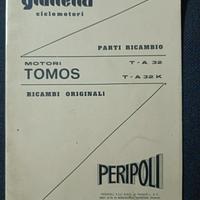 giulietta
ciclomotori
PARTI RICAMBIO
MOTORI T-A 32
TOMOS T-A 32 K
RICAMBI ORIGINALI
PERIPOLI